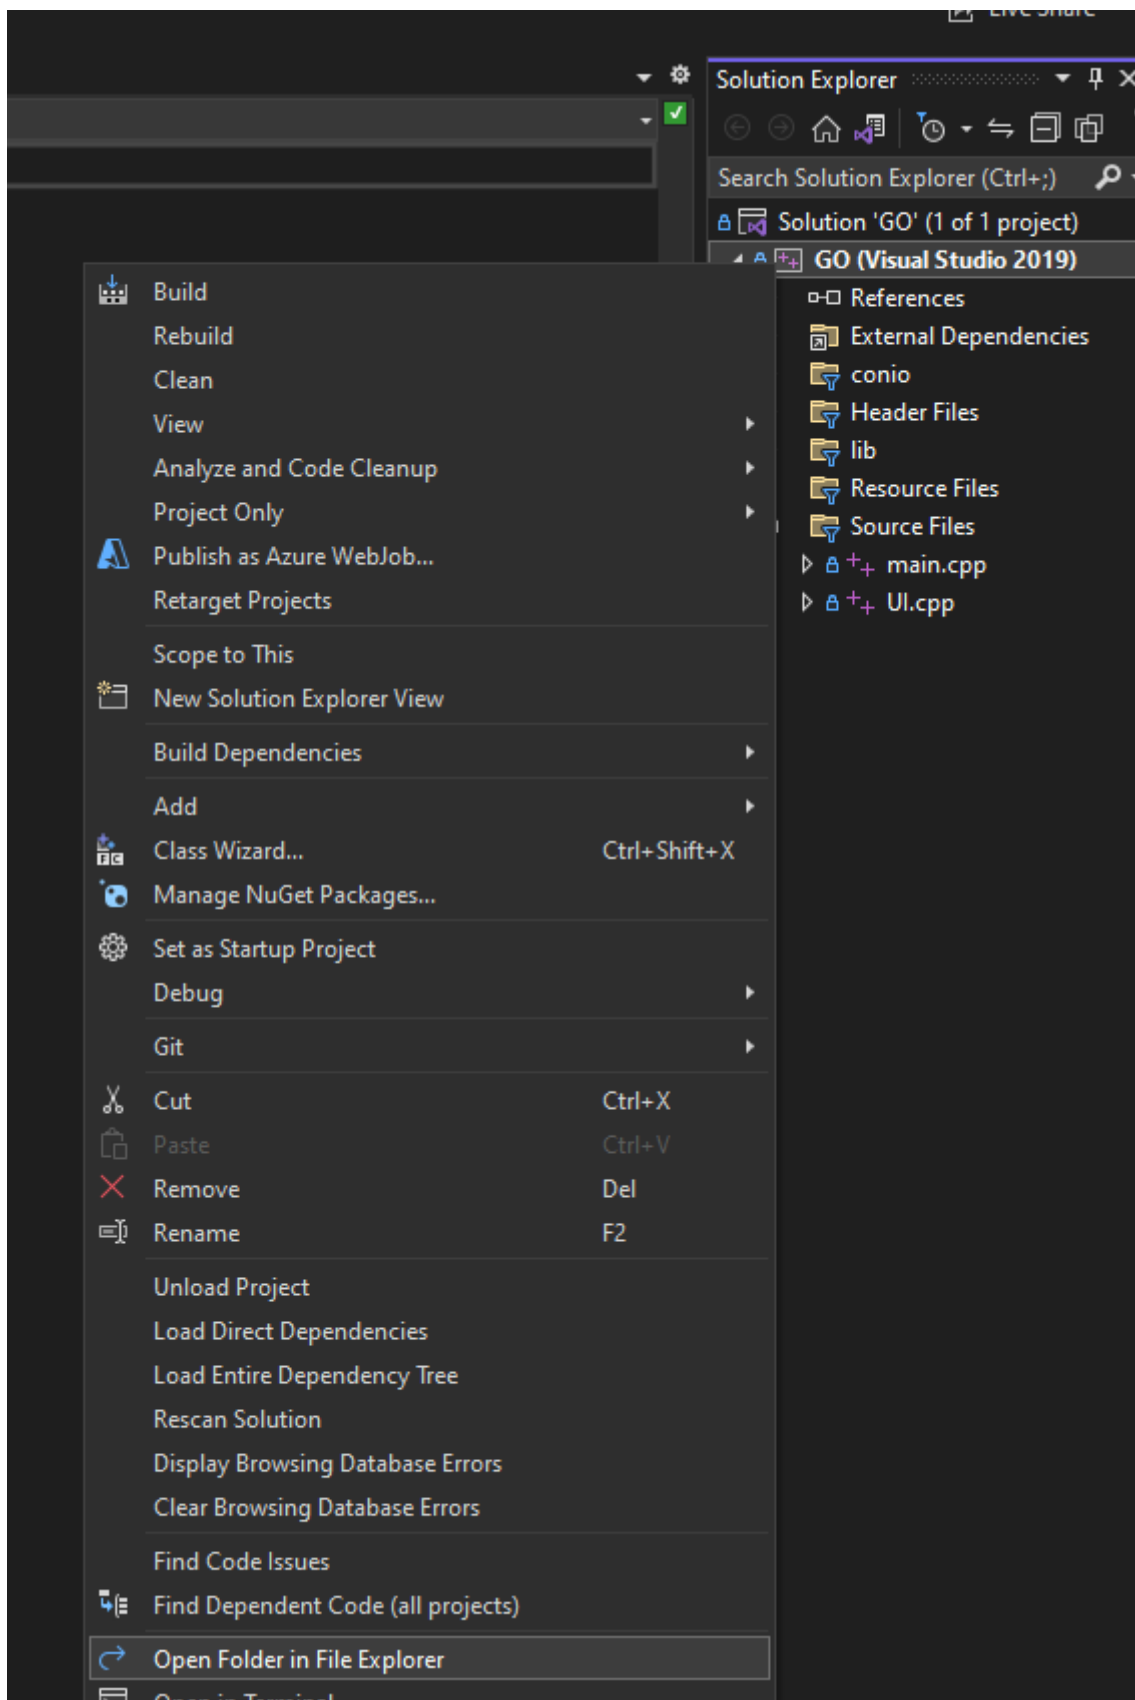 Live Share
Solution Explorer
Search Solution Explorer (Ctrl+;)
Solution 'GO' (1 of 1 project)
GO (Visual Studio 2019)
References
External Dependencies
conio
Header Files
lib
Resource Files
Source Files
main.cpp
UI.cpp
Build
Rebuild
Clean
View
Analyze and Code Cleanup
Project Only
Publish as Azure WebJob...
Retarget Projects
Scope to This
New Solution Explorer View
Build Dependencies
Add
Class Wizard... Ctrl+Shift+X
Manage NuGet Packages...
Set as Startup Project
Debug
Git
Cut Ctrl+X
Paste Ctrl+V
Remove Del
Rename F2
Unload Project
Load Direct Dependencies
Load Entire Dependency Tree
Rescan Solution
Display Browsing Database Errors
Clear Browsing Database Errors
Find Code Issues
Find Dependent Code (all projects)
Open Folder in File Explorer
Open in Terminal